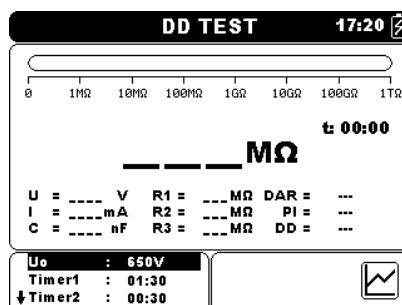 DD TEST 17:20
0 1MΩ 10MΩ 100MΩ 1GΩ 10GΩ 100GΩ 1TΩ
t: 00:00
_ _ _ MΩ
U = ____ V R1 = ___MΩ DAR = ---
I = ____mA R2 = ___MΩ PI = ---
C = ____ nF R3 = ___MΩ DD = ---
Uo : 650V
Timer1 : 01:30
Timer2 : 00:30